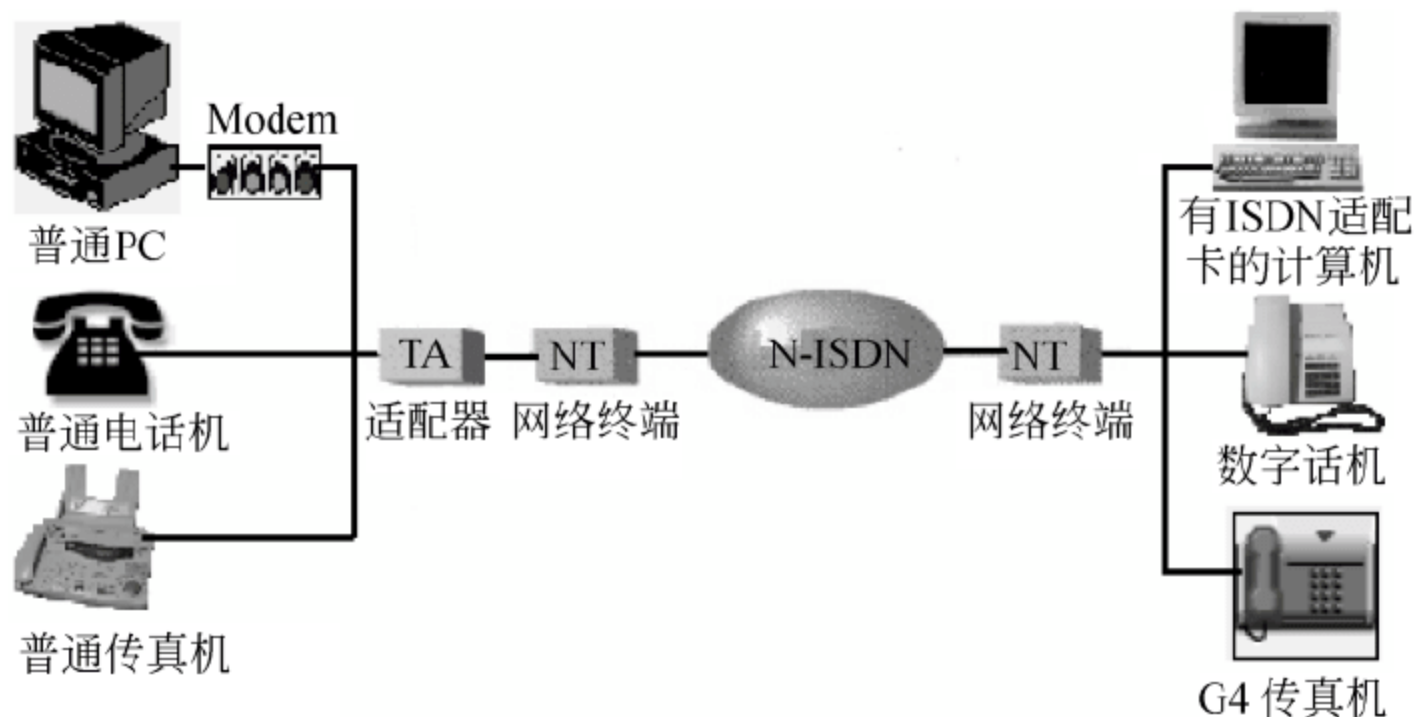 Modem
普通PC
普通电话机
普通传真机
TA
适配器
NT
网络终端
N-ISDN
NT
网络终端
有ISDN适配
卡的计算机
数字话机
G4 传真机